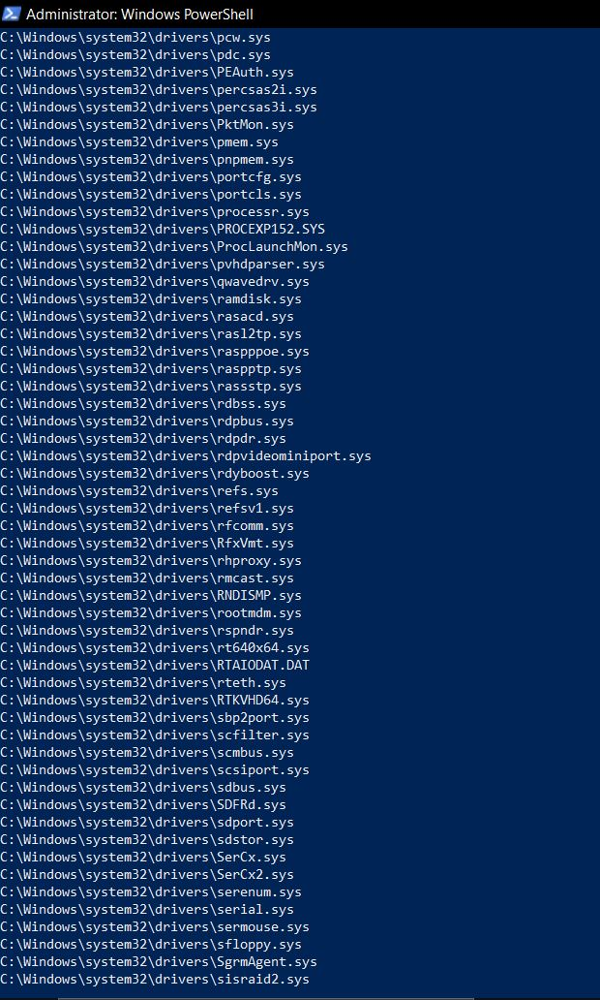 Administrator: Windows PowerShell
C:\Windows\system32\drivers\pcw.sys
C:\Windows\system32\drivers\pdc.sys
C:\Windows\system32\drivers\PEAuth.sys
C:\Windows\system32\drivers\percsas2i.sys
C:\Windows\system32\drivers\percsas3i.sys
C:\Windows\system32\drivers\PktMon.sys
C:\Windows\system32\drivers\pmem.sys
C:\Windows\system32\drivers\pnpmem.sys
C:\Windows\system32\drivers\portcfg.sys
C:\Windows\system32\drivers\portcls.sys
C:\Windows\system32\drivers\processr.sys
C:\Windows\system32\drivers\PROCEXP152.SYS
C:\Windows\system32\drivers\ProcLaunchMon.sys
C:\Windows\system32\drivers\pvhdparser.sys
C:\Windows\system32\drivers\qwavedrv.sys
C:\Windows\system32\drivers\ramdisk.sys
C:\Windows\system32\drivers\rasacd.sys
C:\Windows\system32\drivers\rasl2tp.sys
C:\Windows\system32\drivers\raspppoe.sys
C:\Windows\system32\drivers\raspptp.sys
C:\Windows\system32\drivers\rassstp.sys
C:\Windows\system32\drivers\rdbss.sys
C:\Windows\system32\drivers\rdpbus.sys
C:\Windows\system32\drivers\rdpdr.sys
C:\Windows\system32\drivers\rdpvideominiport.sys
C:\Windows\system32\drivers\rdyboost.sys
C:\Windows\system32\drivers\refs.sys
C:\Windows\system32\drivers\refsv1.sys
C:\Windows\system32\drivers\rfcomm.sys
C:\Windows\system32\drivers\RfxVmt.sys
C:\Windows\system32\drivers\rhproxy.sys
C:\Windows\system32\drivers\rmcast.sys
C:\Windows\system32\drivers\RNDISMP.sys
C:\Windows\system32\drivers\rootmdm.sys
C:\Windows\system32\drivers\rspndr.sys
C:\Windows\system32\drivers\rt640x64.sys
C:\Windows\system32\drivers\RTAIODAT.DAT
C:\Windows\system32\drivers\rteth.sys
C:\Windows\system32\drivers\RTKVHD64.sys
C:\Windows\system32\drivers\sbp2port.sys
C:\Windows\system32\drivers\scfilter.sys
C:\Windows\system32\drivers\scmbus.sys
C:\Windows\system32\drivers\scsiport.sys
C:\Windows\system32\drivers\sdbus.sys
C:\Windows\system32\drivers\SDFRd.sys
C:\Windows\system32\drivers\sdport.sys
C:\Windows\system32\drivers\sdstor.sys
C:\Windows\system32\drivers\SerCx.sys
C:\Windows\system32\drivers\SerCx2.sys
C:\Windows\system32\drivers\serenum.sys
C:\Windows\system32\drivers\serial.sys
C:\Windows\system32\drivers\sermouse.sys
C:\Windows\system32\drivers\sfloppy.sys
C:\Windows\system32\drivers\SgrmAgent.sys
C:\Windows\system32\drivers\sisraid2.sys